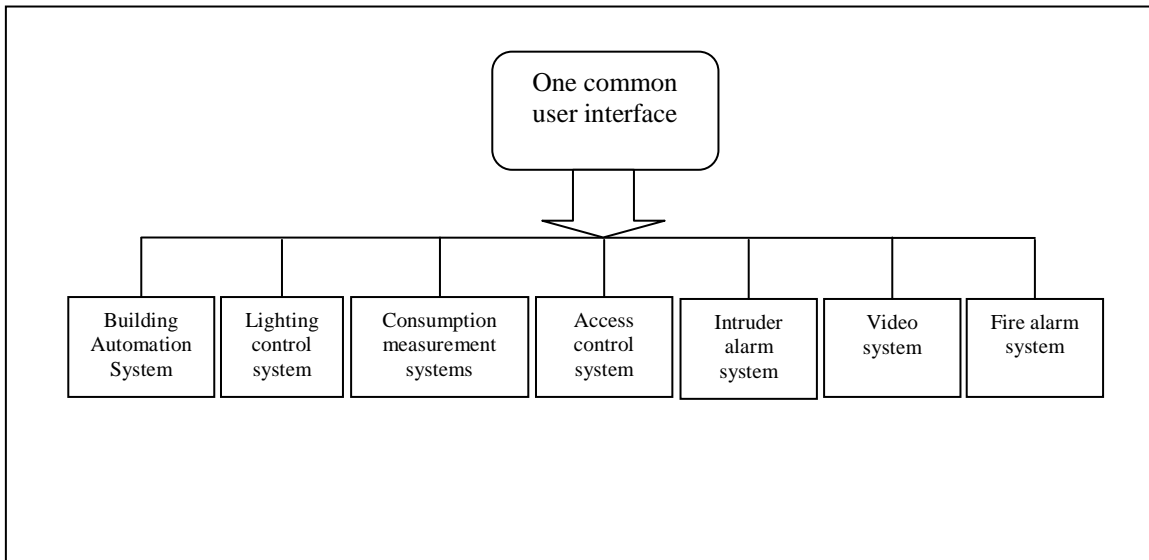 One common
user interface
Building
Automation
System
Lighting
control
system
Consumption
measurement
systems
Access
control
system
Intruder
alarm
system
Video
system
Fire alarm
system